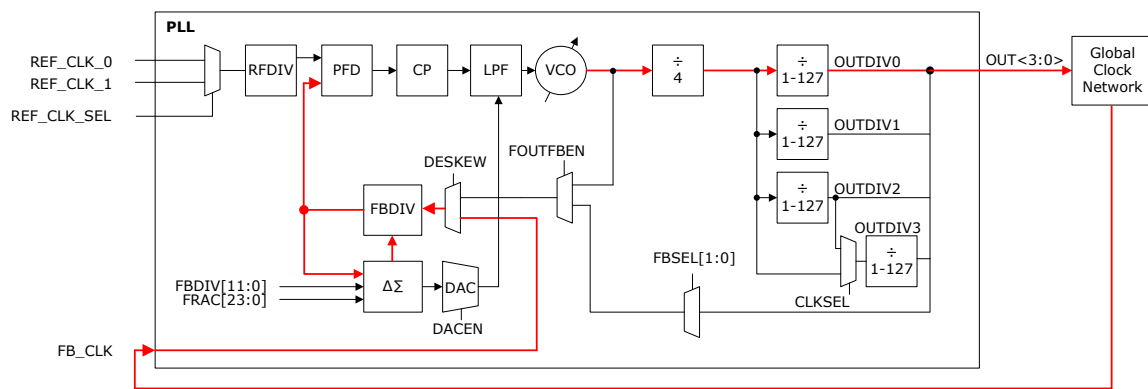 PLL
REF_CLK_0
REF_CLK_1
REF_CLK_SEL
RFDIV
PFD
CP
LPF
VCO
÷
4
÷
1-127
OUTDIV0
OUT<3:0>
Global
Clock
Network
÷
1-127
OUTDIV1
FOUTFBEN
DESKEW
÷
1-127
OUTDIV2
FBDIV
OUTDIV3
÷
1-127
FBSEL[1:0]
CLKSEL
FBDIV[11:0]
FRAC[23:0]
ΔΣ
DAC
DACEN
FB_CLK